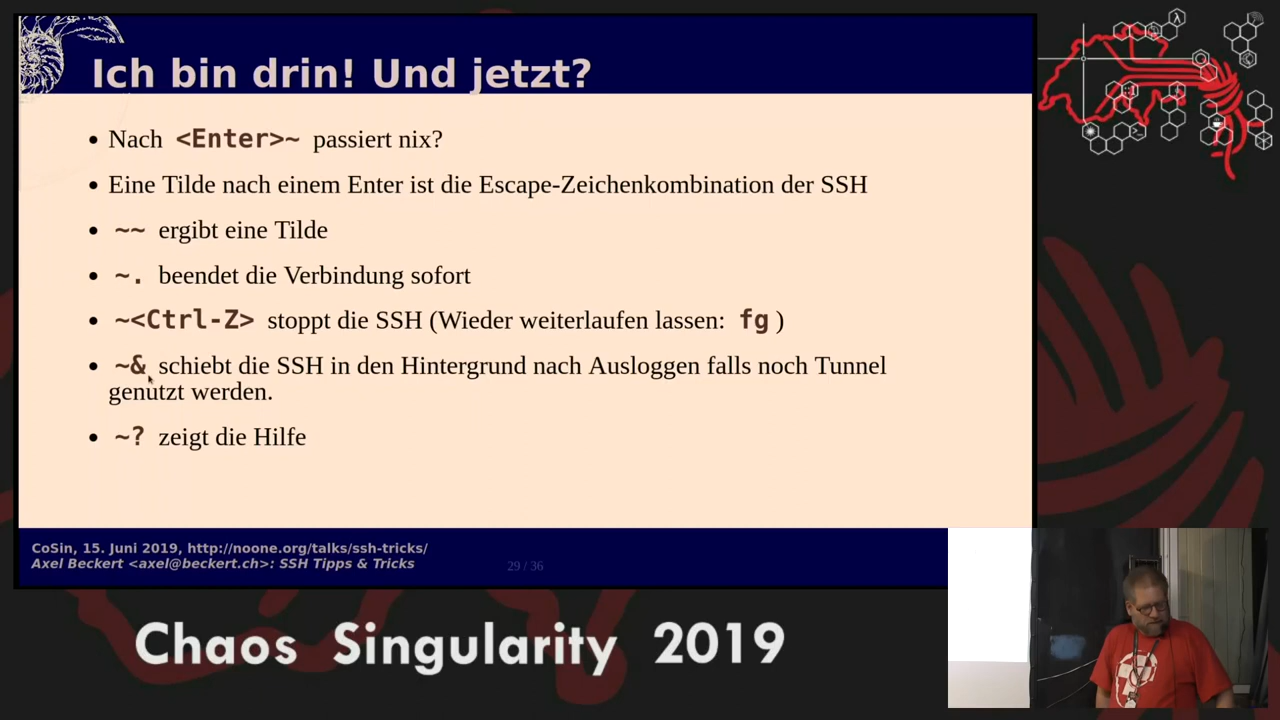 Ich bin drin! Und jetzt?
• Nach <Enter>~ passiert nix?
• Eine Tilde nach einem Enter ist die Escape-Zeichenkombination der SSH
• ~~ ergibt eine Tilde
• ~. beendet die Verbindung sofort
• ~<Ctrl-Z> stoppt die SSH (Wieder weiterlaufen lassen: fg )
• ~& schiebt die SSH in den Hintergrund nach Ausloggen falls noch Tunnel
genutzt werden.
• ~? zeigt die Hilfe
CoSin, 15. Juni 2019, http://noone.org/talks/ssh-tricks/
Axel Beckert <axel@beckert.ch>: SSH Tipps & Tricks
29 / 36
Chaos Singularity 2019